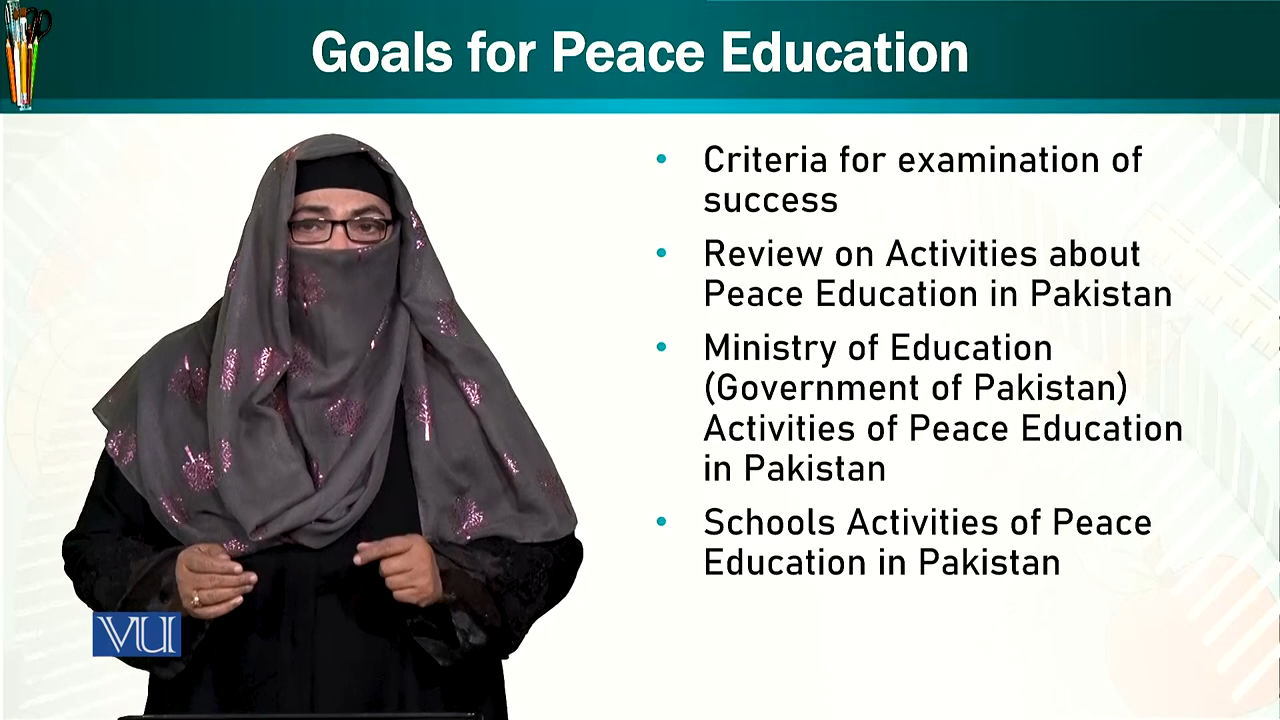 Goals for Peace Education
Criteria for examination of
success
Review on Activities about
Peace Education in Pakistan
Ministry of Education
(Government of Pakistan)
Activities of Peace Education
in Pakistan
Schools Activities of Peace
Education in Pakistan
VU